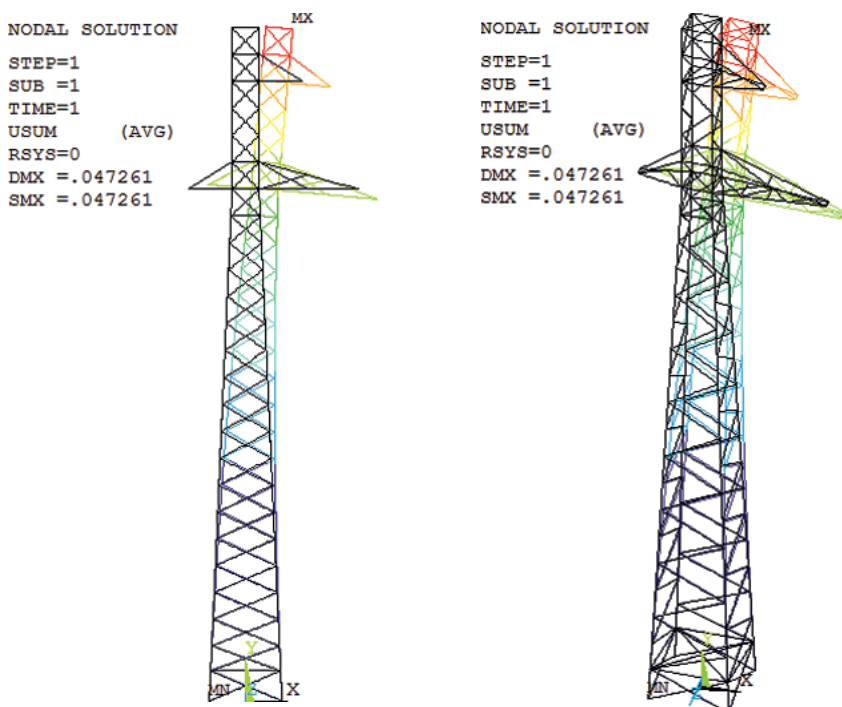 NODAL SOLUTION
STEP=1
SUB =1
TIME=1
USUM (AVG)
RSYS=0
DMX =.047261
SMX =.047261
MX
Y
MN Z X
NODAL SOLUTION
STEP=1
SUB =1
TIME=1
USUM (AVG)
RSYS=0
DMX =.047261
SMX =.047261
MX
Y
MN Z X